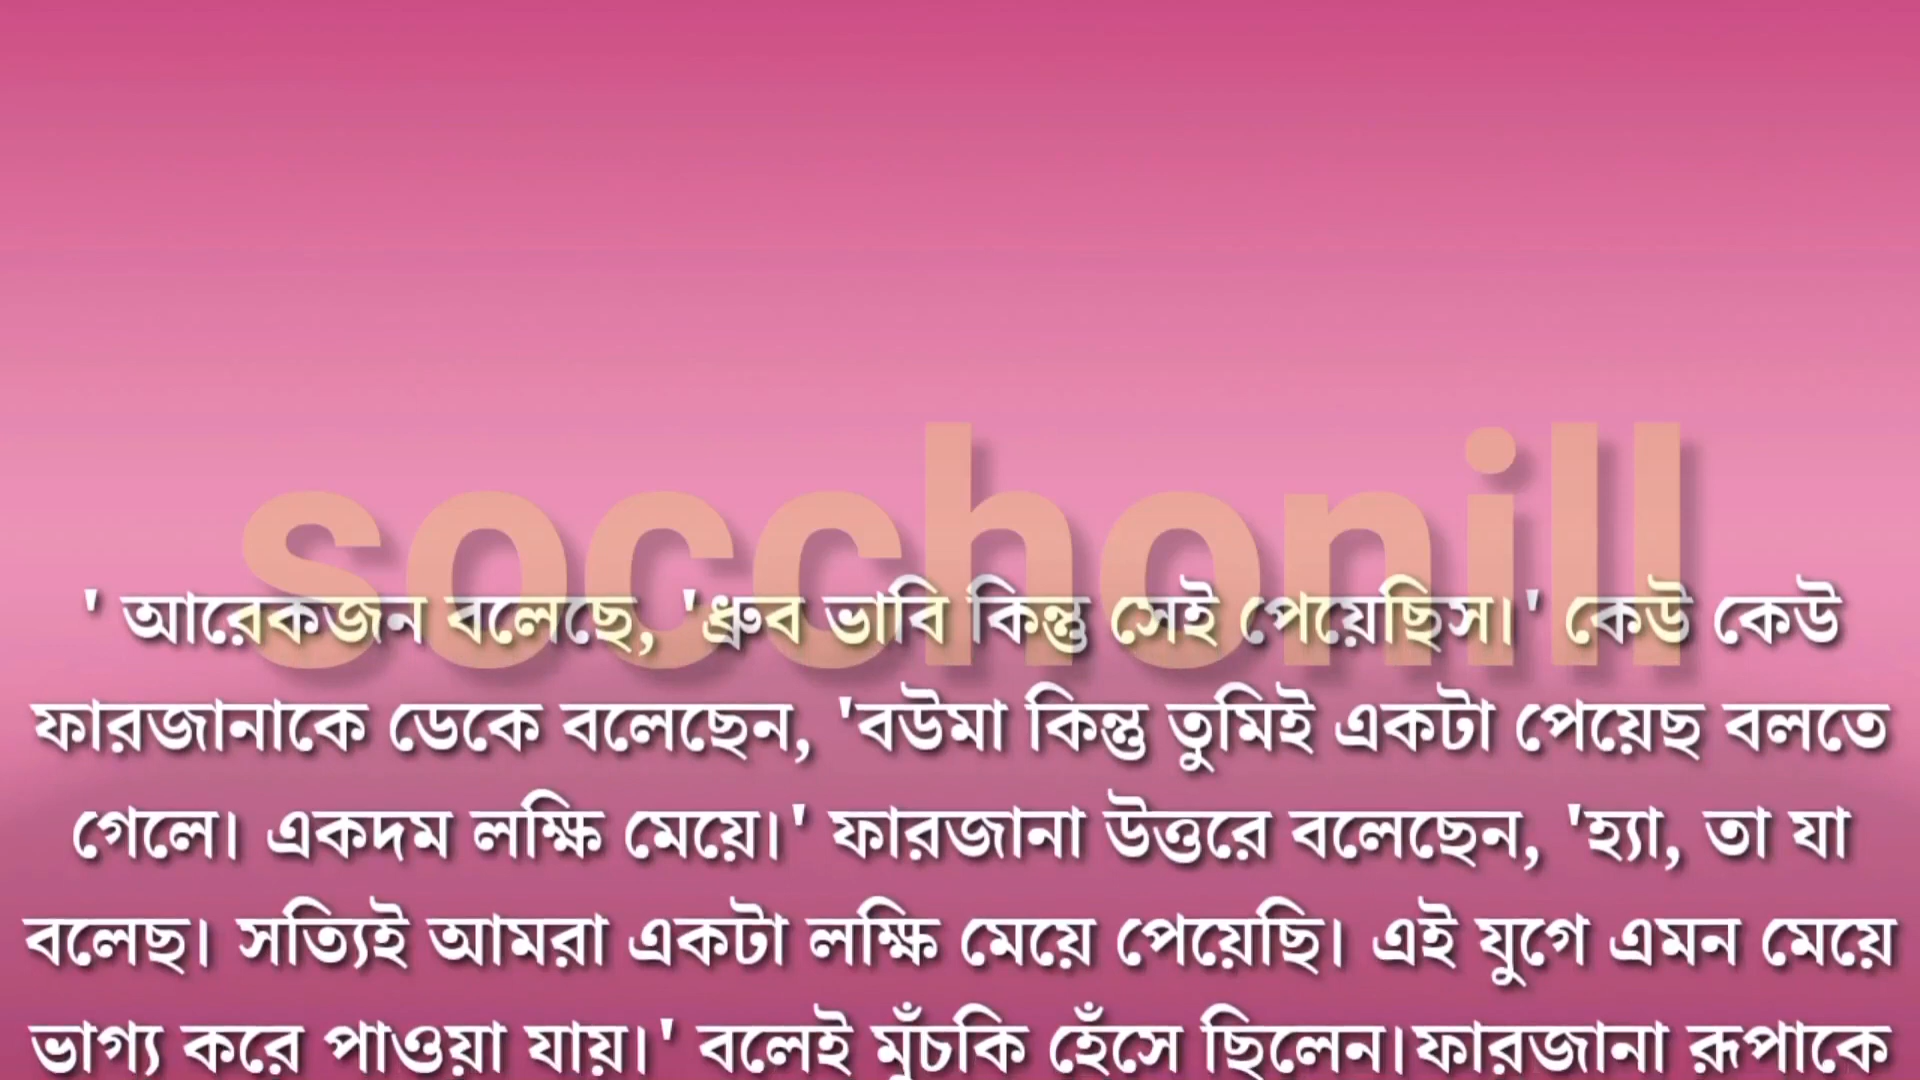 socchonill
' আরেকজন বলেছে, 'ধ্রুব ভাবি কিন্তু সেই পেয়েছিস।' কেউ কেউ
ফারজানাকে ডেকে বলেছেন, 'বউমা কিন্তু তুমিই একটা পেয়েছ বলতে
গেলে। একদম লক্ষি মেয়ে।' ফারজানা উত্তরে বলেছেন, 'হ্যা, তা যা
বলেছ। সত্যিই আমরা একটা লক্ষি মেয়ে পেয়েছি। এই যুগে এমন মেয়ে
ভাগ্য করে পাওয়া যায়।' বলেই মুঁচকি হেঁসে ছিলেন।ফারজানা রূপাকে